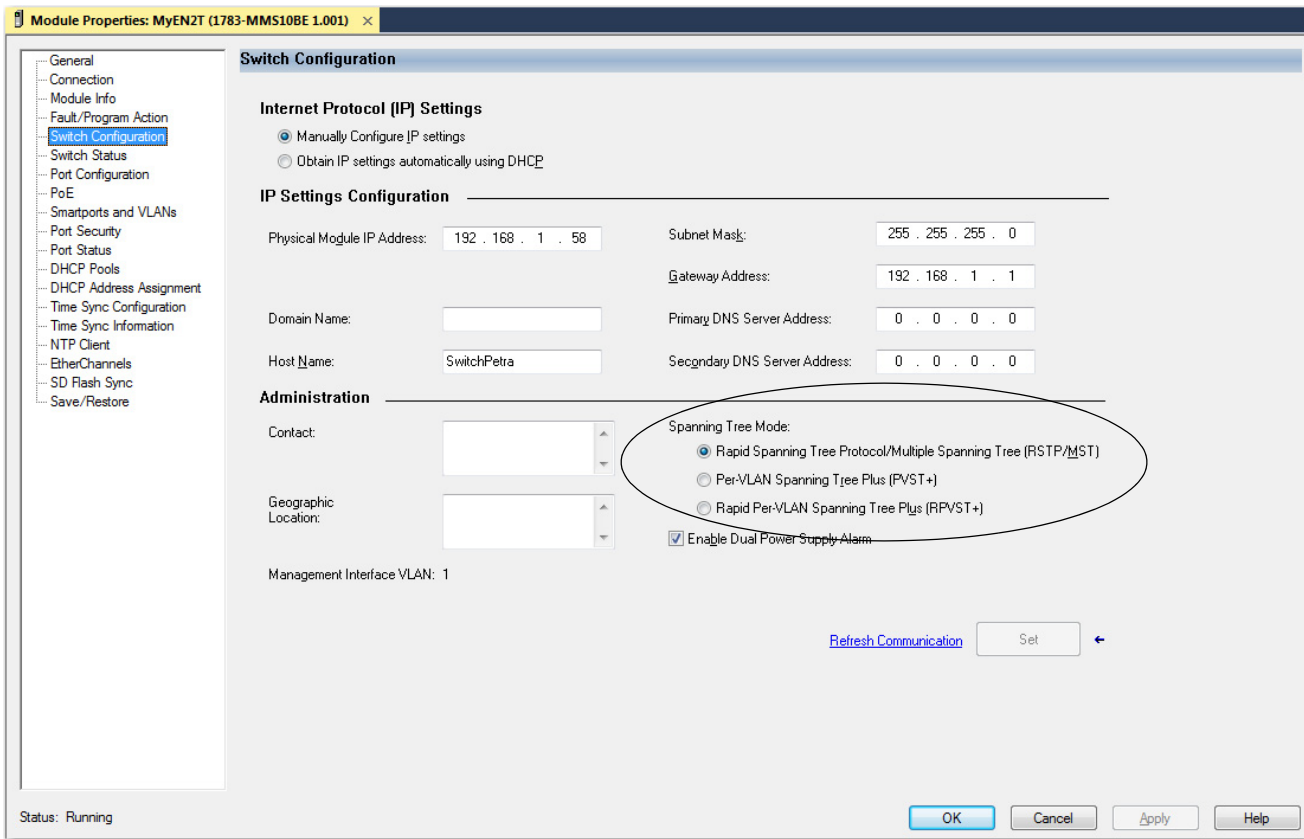 Module Properties: MyEN2T (1783-MMS10BE 1.001) ×
General
Connection
Module Info
Fault/Program Action
Switch Configuration
Switch Status
Port Configuration
PoE
Smartports and VLANs
Port Security
Port Status
DHCP Pools
DHCP Address Assignment
Time Sync Configuration
Time Sync Information
NTP Client
EtherChannels
SD Flash Sync
Save/Restore
Switch Configuration
Internet Protocol (IP) Settings
Manually Configure IP settings
Obtain IP settings automatically using DHCP
IP Settings Configuration
Physical Module IP Address: 192 . 168 . 1 . 58
Subnet Mask: 255 . 255 . 255 . 0
Gateway Address: 192 . 168 . 1 . 1
Domain Name:
Primary DNS Server Address: 0 . 0 . 0 . 0
Host Name: SwitchPetra
Secondary DNS Server Address: 0 . 0 . 0 . 0
Administration
Contact:
Spanning Tree Mode:
Rapid Spanning Tree Protocol/Multiple Spanning Tree (RSTP/MST)
Per-VLAN Spanning Tree Plus (PVST+)
Geographic
Location:
Rapid Per-VLAN Spanning Tree Plus (RPVST+)
Enable Dual Power Supply Alarm
Management Interface VLAN: 1
Refresh Communication
Set
Status: Running
OK
Cancel
Apply
Help